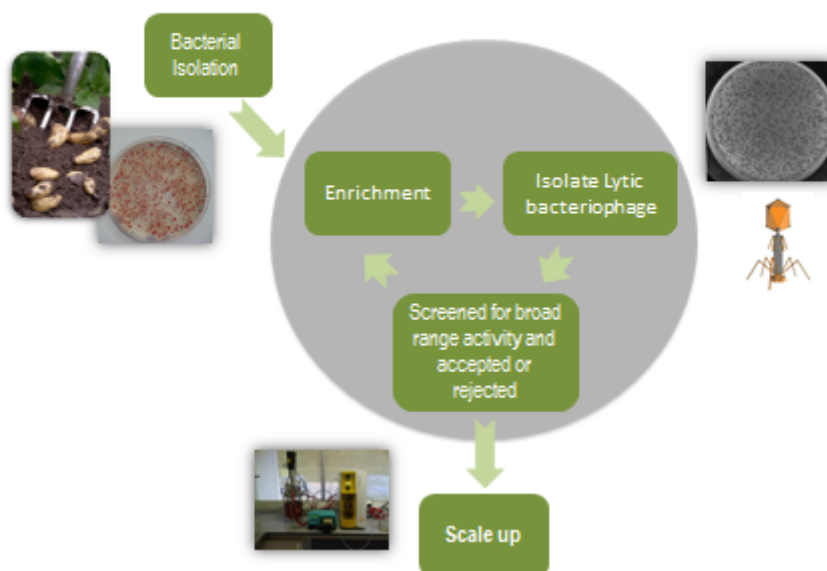 Bacterial
Isolation
Enrichment
Isolate Lytic
bacteriophage
Screened for broad
range activity and
accepted or
rejected
Scale up